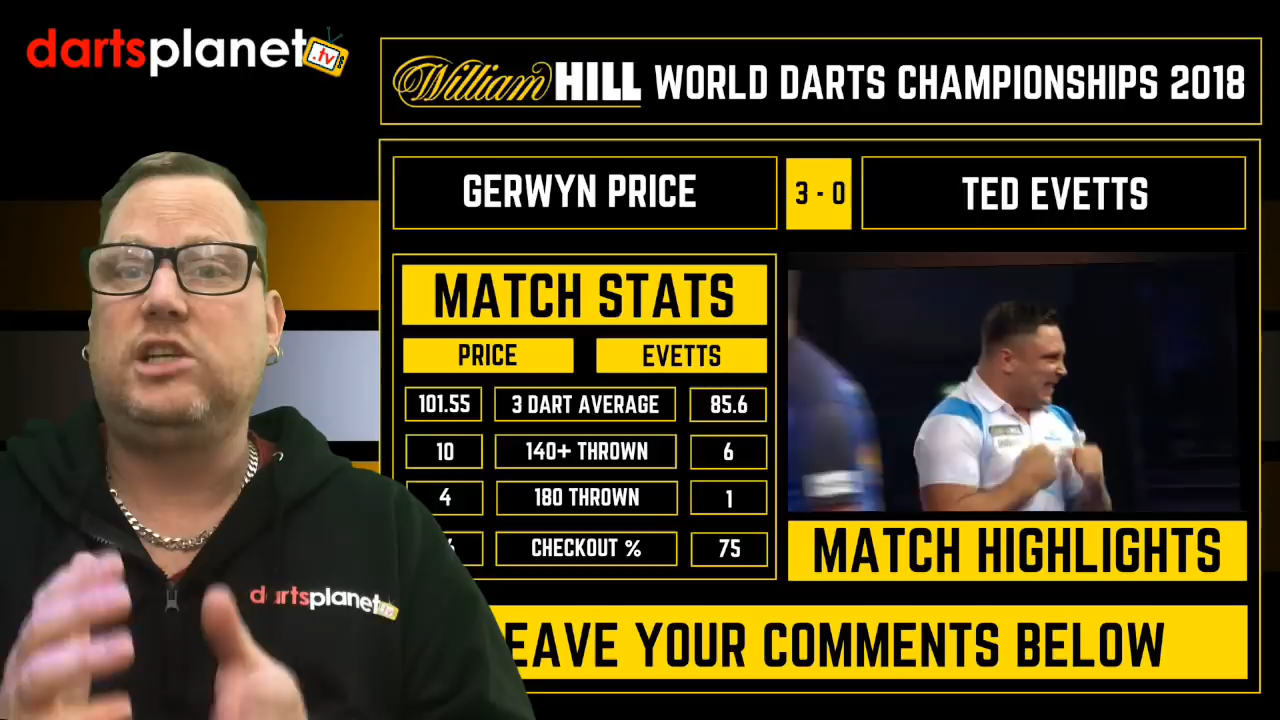 dartsplanet
.tv
William HILL WORLD DARTS CHAMPIONSHIPS 2018
GERWYN PRICE 3 - 0 TED EVETTS
MATCH STATS
PRICE EVETTS
101.55 3 DART AVERAGE 85.6
10 140+ THROWN 6
4 180 THROWN 1
CHECKOUT % 75
MATCH HIGHLIGHTS
EAVE YOUR COMMENTS BELOW
dartsplanet
.tv